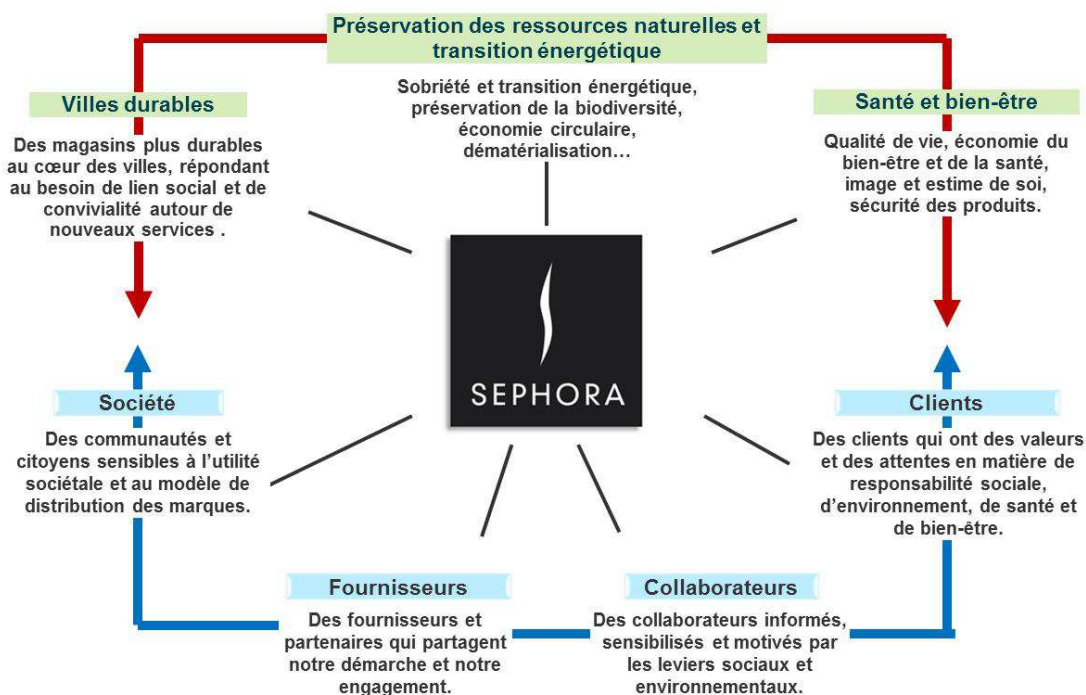 Préservation des ressources naturelles et
transition énergétique
Sobriété et transition énergétique,
préservation de la biodiversité,
économie circulaire,
dématérialisation…
Villes durables
Des magasins plus durables
au cœur des villes, répondant
au besoin de lien social et de
convivialité autour de
nouveaux services .
Santé et bien-être
Qualité de vie, économie du
bien-être et de la santé,
image et estime de soi,
sécurité des produits.
SEPHORA
Société
Des communautés et
citoyens sensibles à l’utilité
sociétale et au modèle de
distribution des marques.
Clients
Des clients qui ont des valeurs
et des attentes en matière de
responsabilité sociale,
d’environnement, de santé et
de bien-être.
Fournisseurs
Des fournisseurs et
partenaires qui partagent
notre démarche et notre
engagement.
Collaborateurs
Des collaborateurs informés,
sensibilisés et motivés par
les leviers sociaux et
environnementaux.